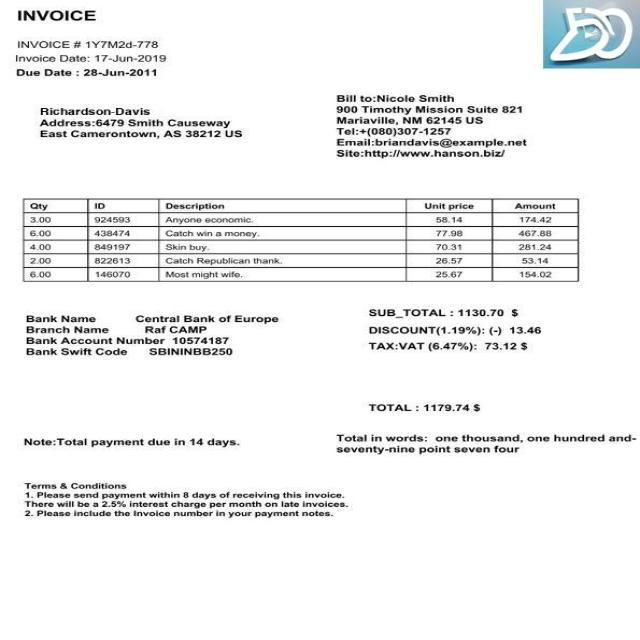 INVOICE
INVOICE # 1Y7M2d-778
Invoice Date: 17-Jun-2019
Due Date : 28-Jun-2011
Richardson-Davis
Address:6479 Smith Causeway
East Camerontown, AS 38212 US
Bill to:Nicole Smith
900 Timothy Mission Suite 821
Mariaville, NM 62145 US
Tel:+(080)307-1257
Email:briandavis@example.net
Site:http://www.hanson.biz/
Qty ID Description Unit price Amount
3.00 924593 Anyone economic. 58.14 174.42
6.00 438474 Catch win a money. 77.98 467.88
4.00 849197 Skin buy. 70.31 281.24
2.00 822613 Catch Republican thank. 26.57 53.14
6.00 146070 Most might wife. 25.67 154.02
Bank Name Central Bank of Europe
Branch Name Raf CAMP
Bank Account Number 10574187
Bank Swift Code SBININBB250
SUB_TOTAL : 1130.70 $
DISCOUNT(1.19%): (-) 13.46
TAX:VAT (6.47%): 73.12 $
TOTAL : 1179.74 $
Note:Total payment due in 14 days.
Total in words: one thousand, one hundred and-
seventy-nine point seven four
Terms & Conditions
1. Please send payment within 8 days of receiving this invoice.
There will be a 2.5% interest charge per month on late invoices.
2. Please include the Invoice number in your payment notes.